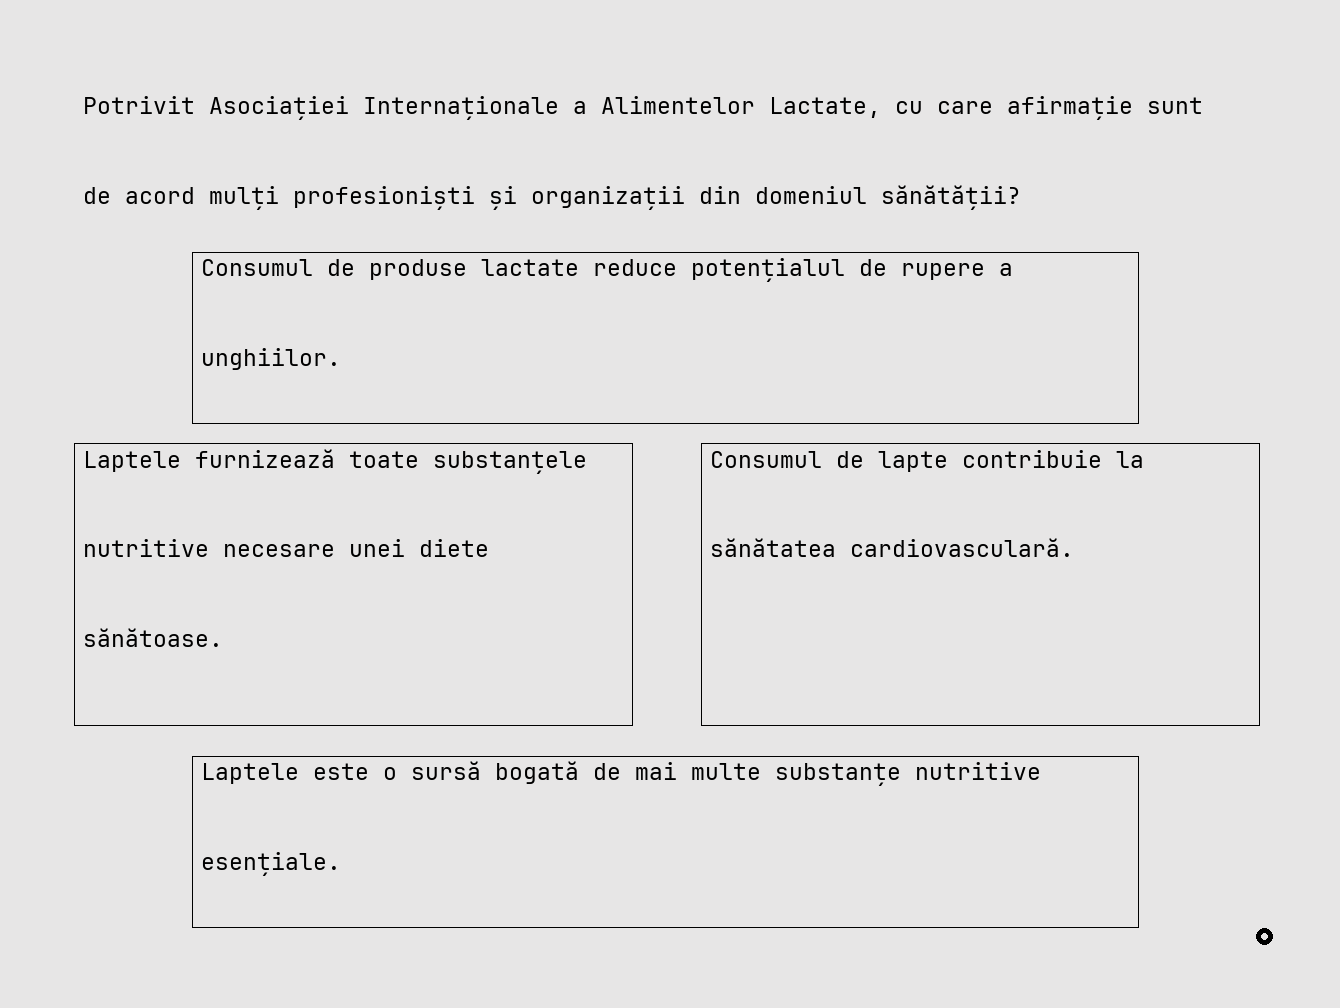 Potrivit Asociației Internaționale a Alimentelor Lactate, cu care afirmație sunt
de acord mulți profesioniști și organizații din domeniul sănătății?
Consumul de produse lactate reduce potențialul de rupere a
unghiilor.
Laptele furnizează toate substanțele
nutritive necesare unei diete
sănătoase.
Consumul de lapte contribuie la
sănătatea cardiovasculară.
Laptele este o sursă bogată de mai multe substanțe nutritive
esențiale.